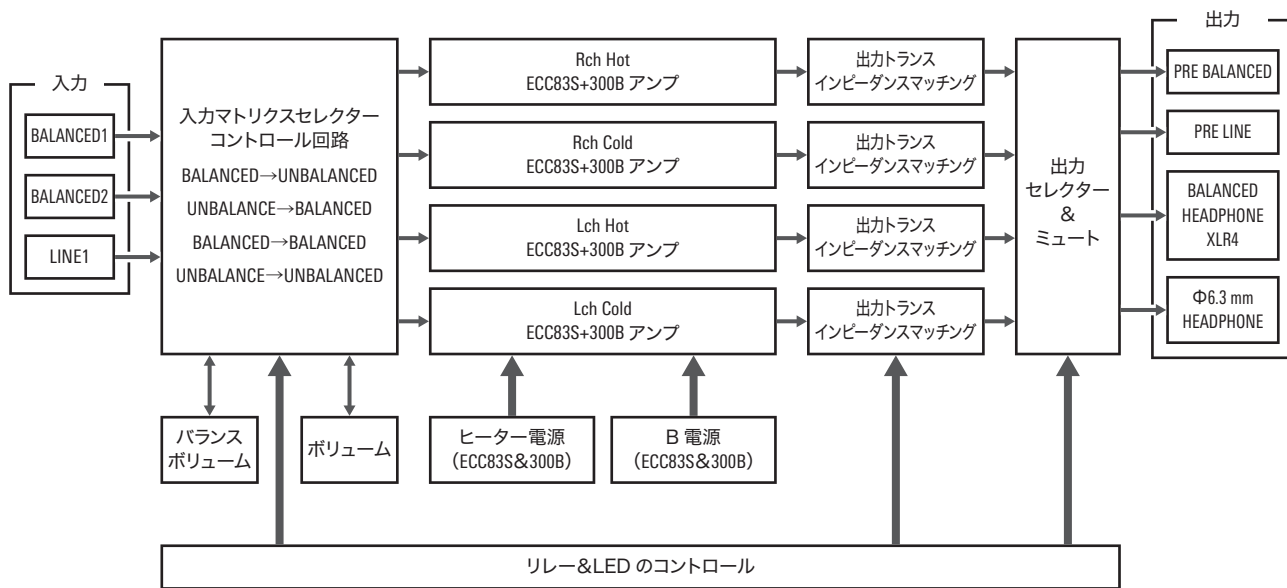 入力
BALANCED1
BALANCED2
LINE1
入力マトリクスセレクター
コントロール回路
BALANCED→UNBALANCED
UNBALANCE→BALANCED
BALANCED→BALANCED
UNBALANCE→UNBALANCED
Rch Hot
ECC83S+300B アンプ
Rch Cold
ECC83S+300B アンプ
Lch Hot
ECC83S+300B アンプ
Lch Cold
ECC83S+300B アンプ
出力トランス
インピーダンスマッチング
出力トランス
インピーダンスマッチング
出力トランス
インピーダンスマッチング
出力トランス
インピーダンスマッチング
出力
セレクター
&
ミュート
出力
PRE BALANCED
PRE LINE
BALANCED
HEADPHONE
XLR4
Φ6.3 mm
HEADPHONE
バランス
ボリューム
ボリューム
ヒーター電源
（ECC83S&300B）
B 電源
（ECC83S&300B）
リレー&LED のコントロール